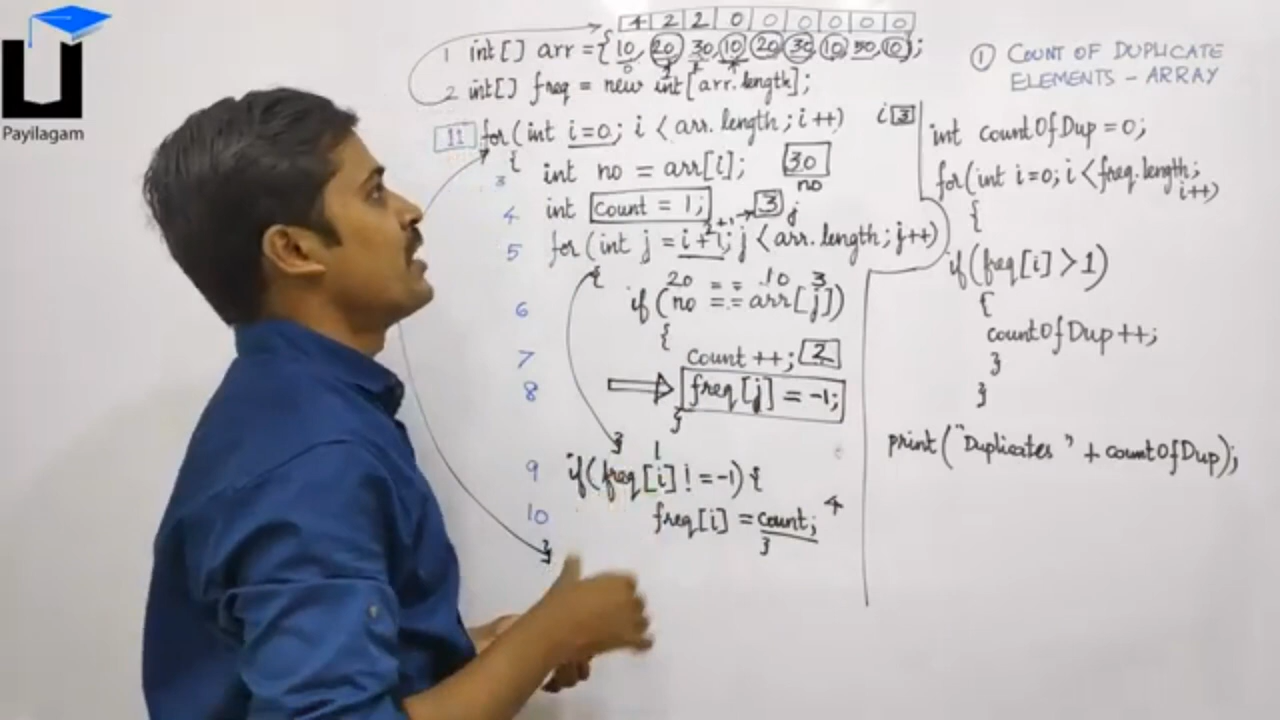 Payilagam
4 2 2 0 0 0 0 0 0
1 int[] arr = {10, 20, 30, 10, 20, 30, 10, 50, 10};
2 int[] freq = new int[arr.length];
11 for(int i=0; i < arr.length; i++) i 3
{
3 int no = arr[i]; 30
no
4 int count = 1; 3 j
5 for (int j = i+1; j < arr.length; j++)
{
20 == 10 3
6 if (no == arr[j])
{
7 count ++; 2
8 freq[j] = -1;
}
}
1
9 if(freq[i] != -1) {
10 freq[i] = count; 4
}
}
① COUNT OF DUPLICATE
ELEMENTS - ARRAY
int countOfDup = 0;
for(int i=0; i < freq.length;
i++)
{
if(freq[i] > 1)
{
countOfDup ++;
}
}
print("Duplicates " + countOfDup);